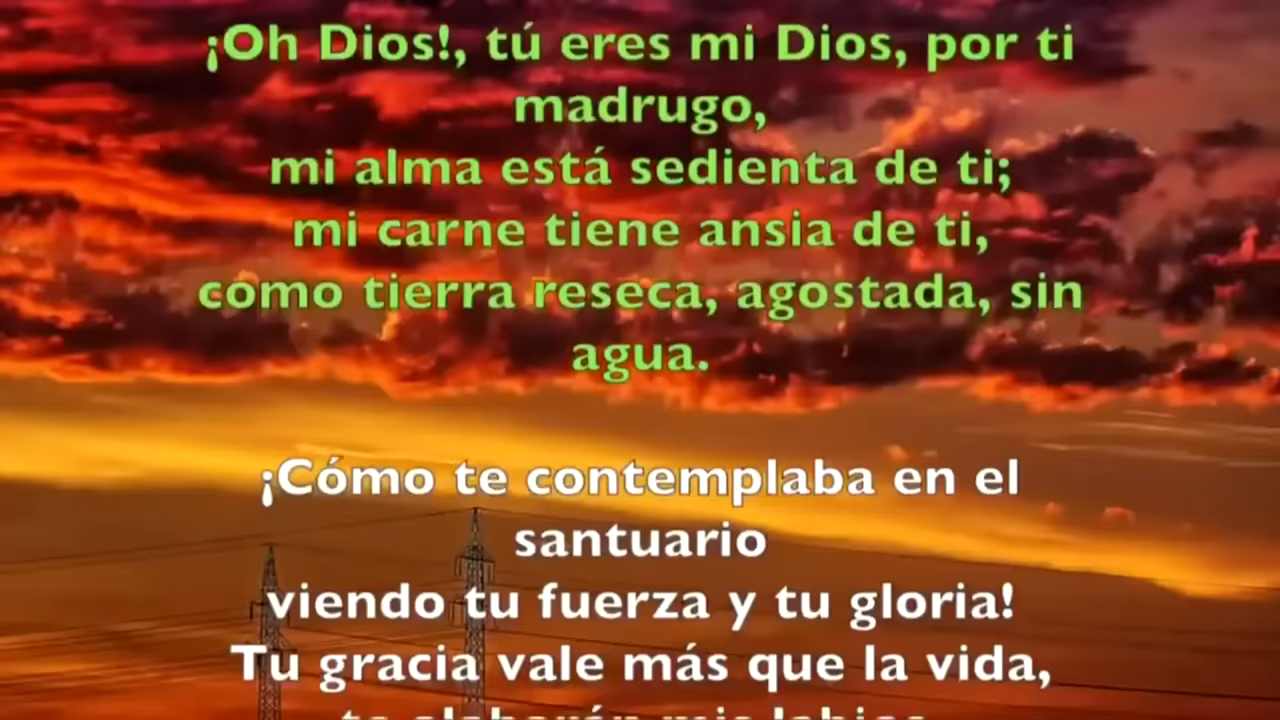 ¡Oh Dios!, tú eres mi Dios, por ti
madrugo,
mi alma está sedienta de ti;
mi carne tiene ansia de ti,
como tierra reseca, agostada, sin
agua.
¡Cómo te contemplaba en el
santuario
viendo tu fuerza y tu gloria!
Tu gracia vale más que la vida,